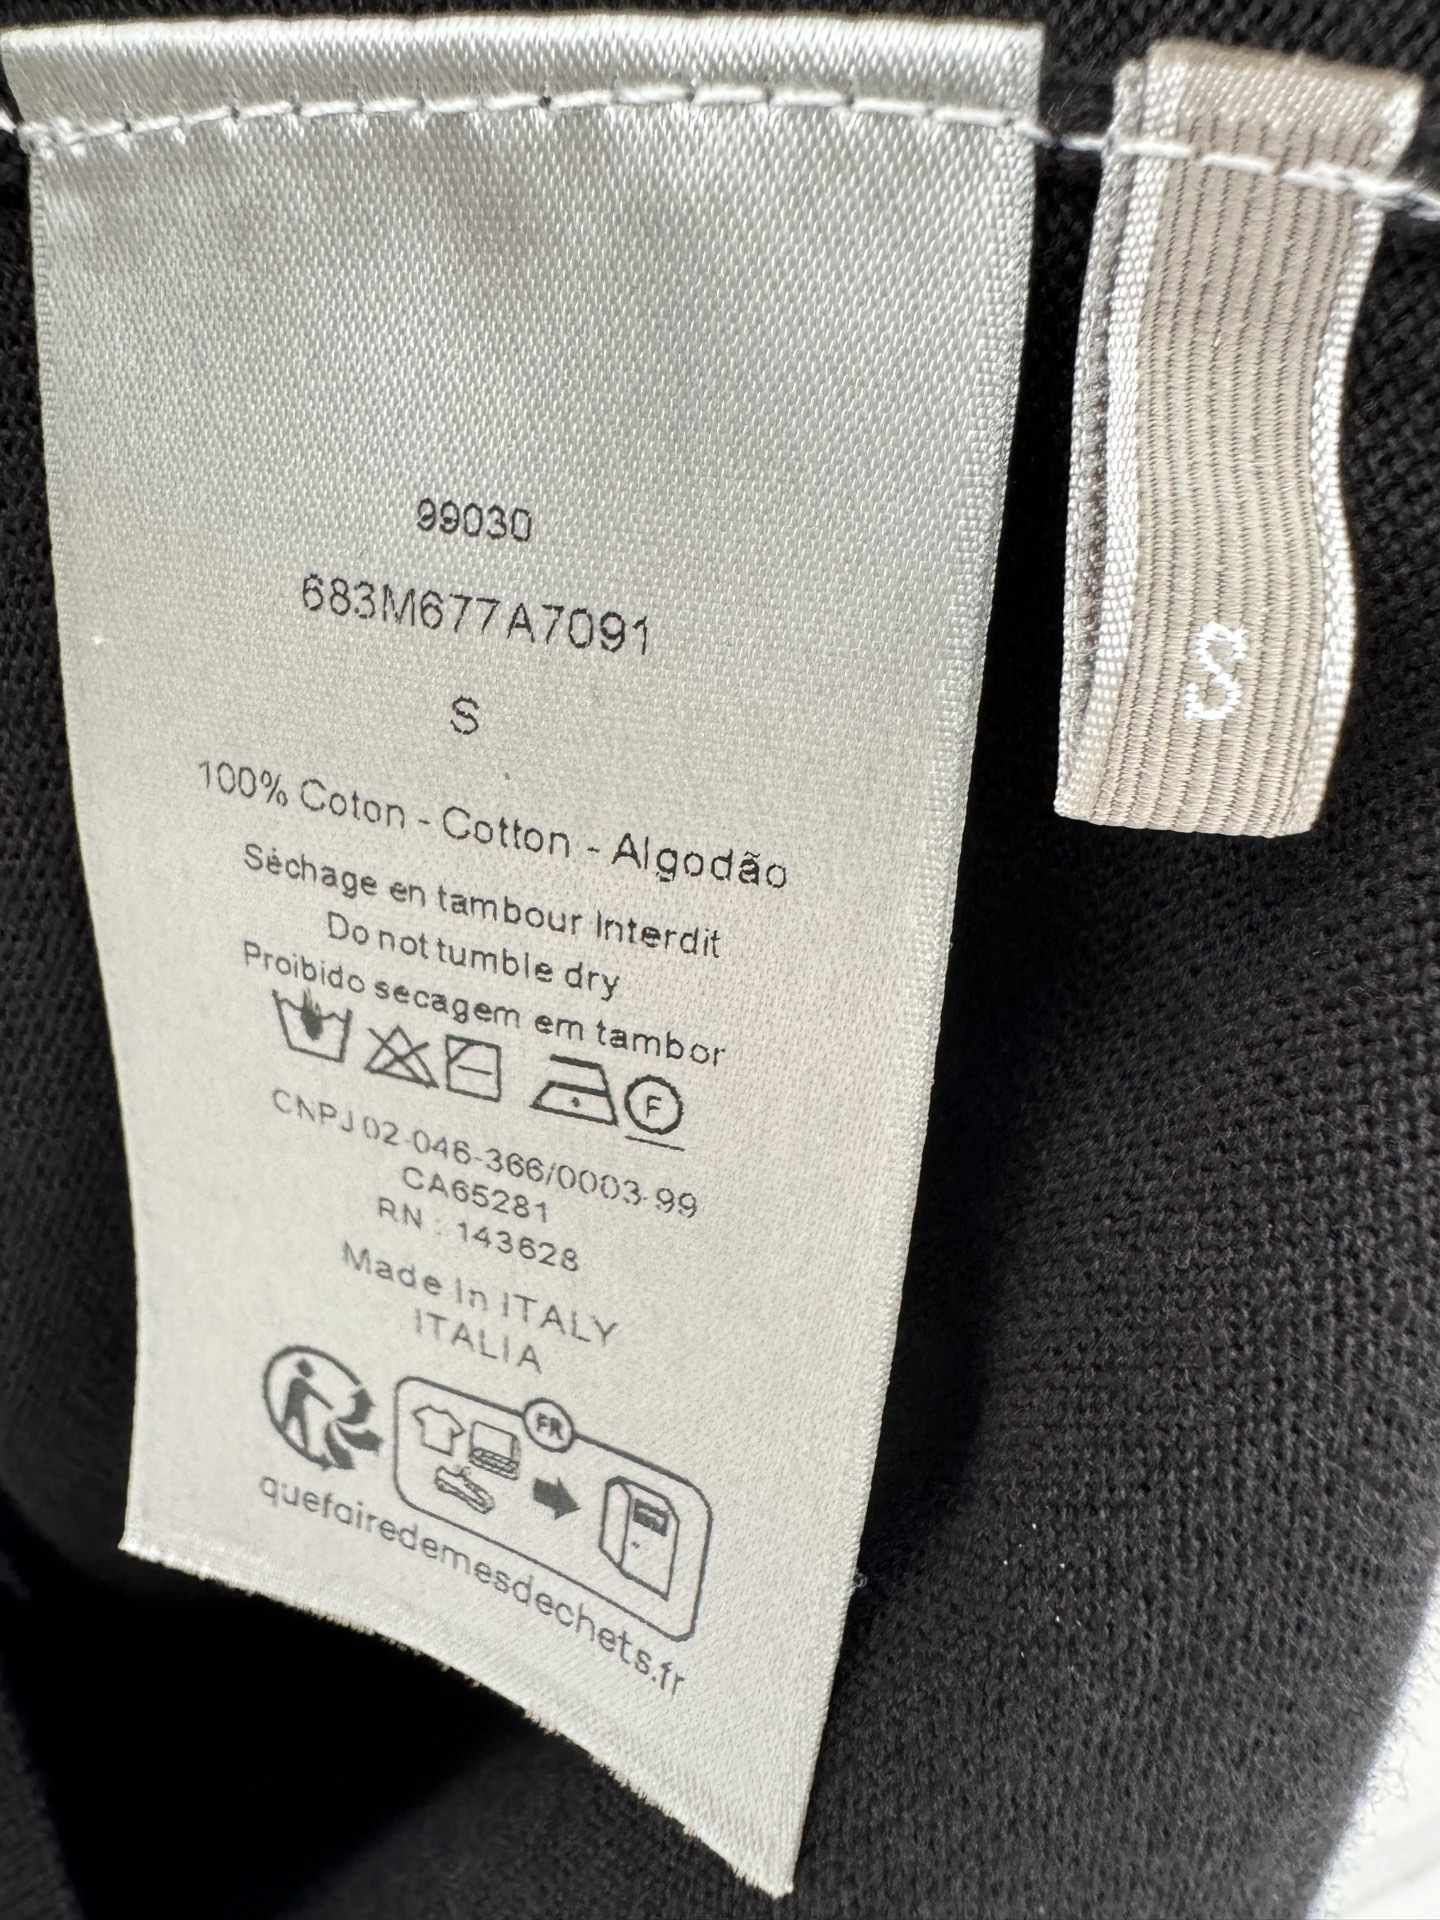 99030
683M677A7091
S
100% Coton - Cotton - Algodão
Séchage en tambour Interdit
Do not tumble dry
Proibido secagem em tambor
F
CNPJ 02-046-366/0003-99
CA65281
RN : 143628
Made In ITALY
ITALIA
FR
quefairedemesdechets.fr
S